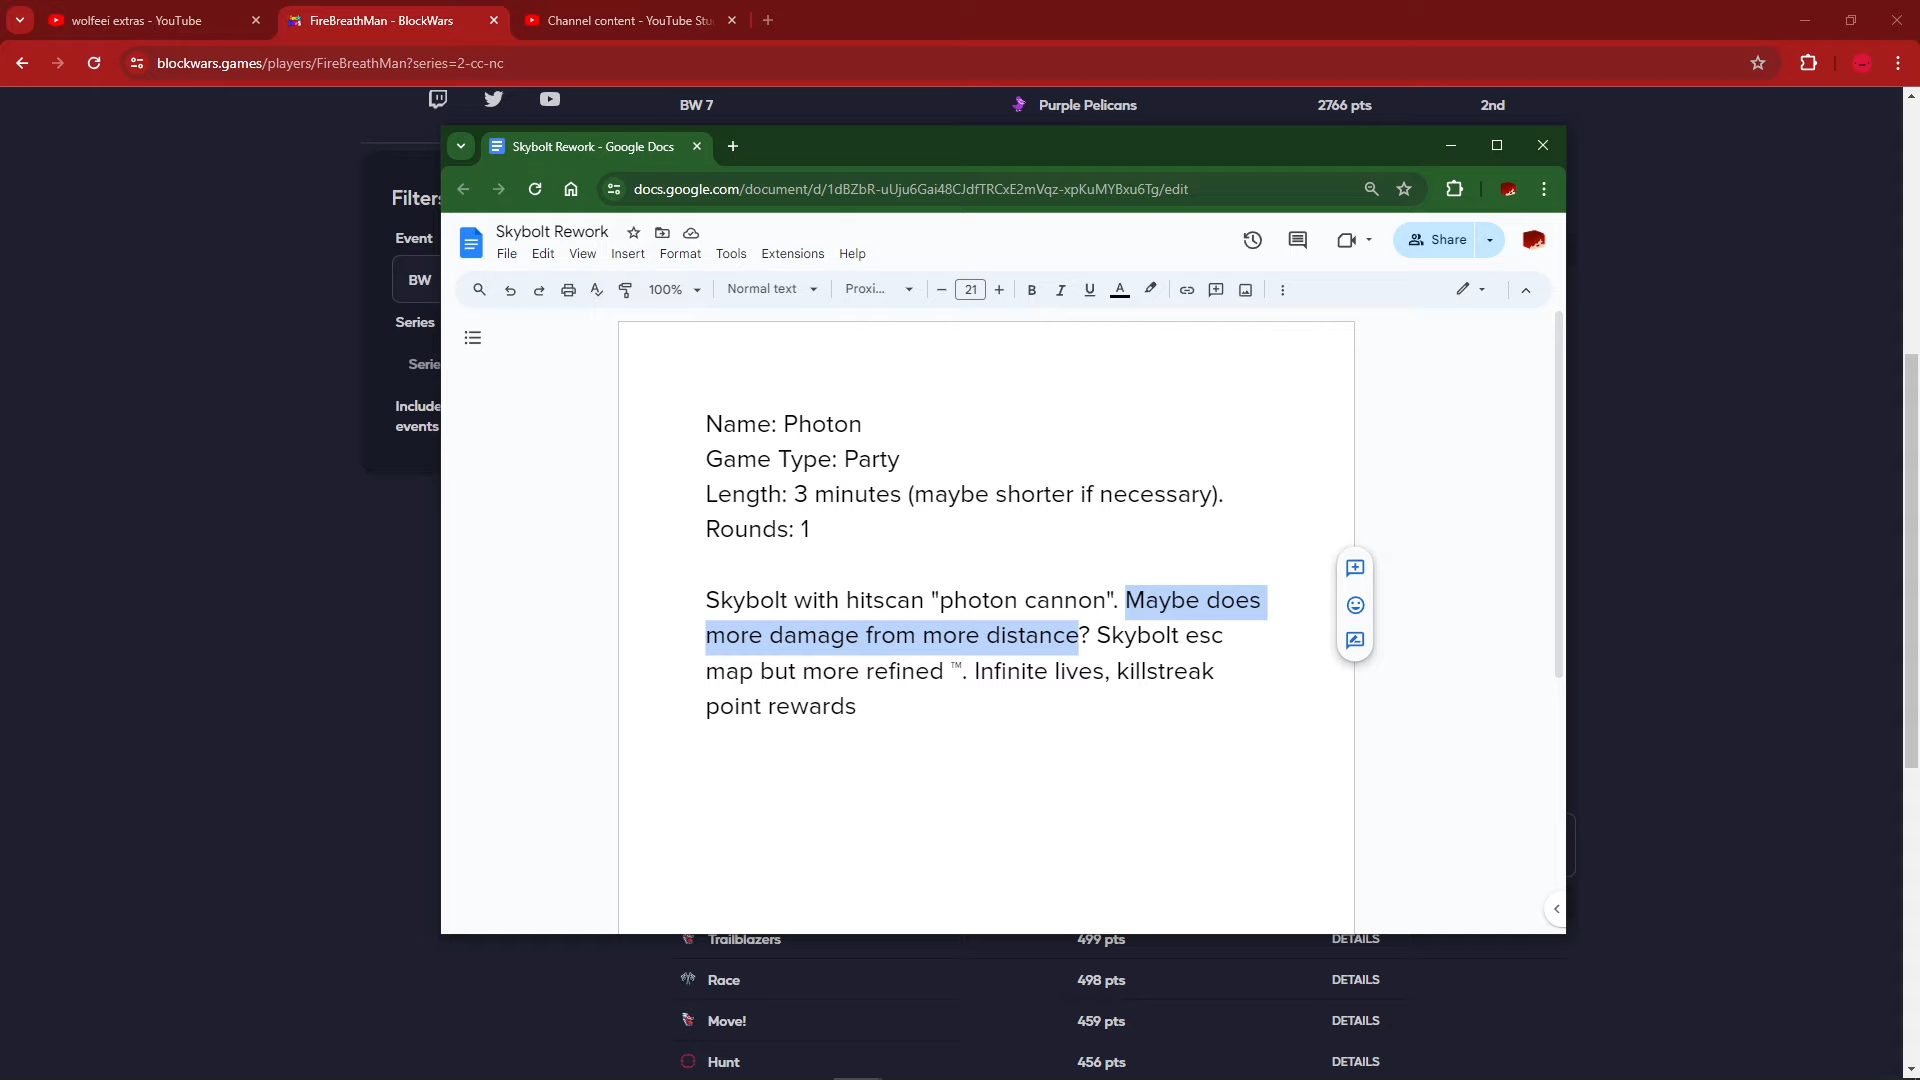 wolfeei extras - YouTube
FireBreathMan - BlockWars
Channel content - YouTube Stu
blockwars.games/players/FireBreathMan?series=2-cc-nc
BW 7
Purple Pelicans
2766 pts
2nd
Skybolt Rework - Google Docs
docs.google.com/document/d/1dBZbR-uUju6Gai48CJdfTRCxE2mVqz-xpKuMYBxu6Tg/edit
Filters
Event
BW
Series
Serie
Include
events
Skybolt Rework
File Edit View Insert Format Tools Extensions Help
Share
100%
Normal text
Proxi...
21
B I U A
Name: Photon
Game Type: Party
Length: 3 minutes (maybe shorter if necessary).
Rounds: 1
Skybolt with hitscan "photon cannon". Maybe does
more damage from more distance? Skybolt esc
map but more refined ™. Infinite lives, killstreak
point rewards
Trailblazers
499 pts
DETAILS
Race
498 pts
DETAILS
Move!
459 pts
DETAILS
Hunt
456 pts
DETAILS